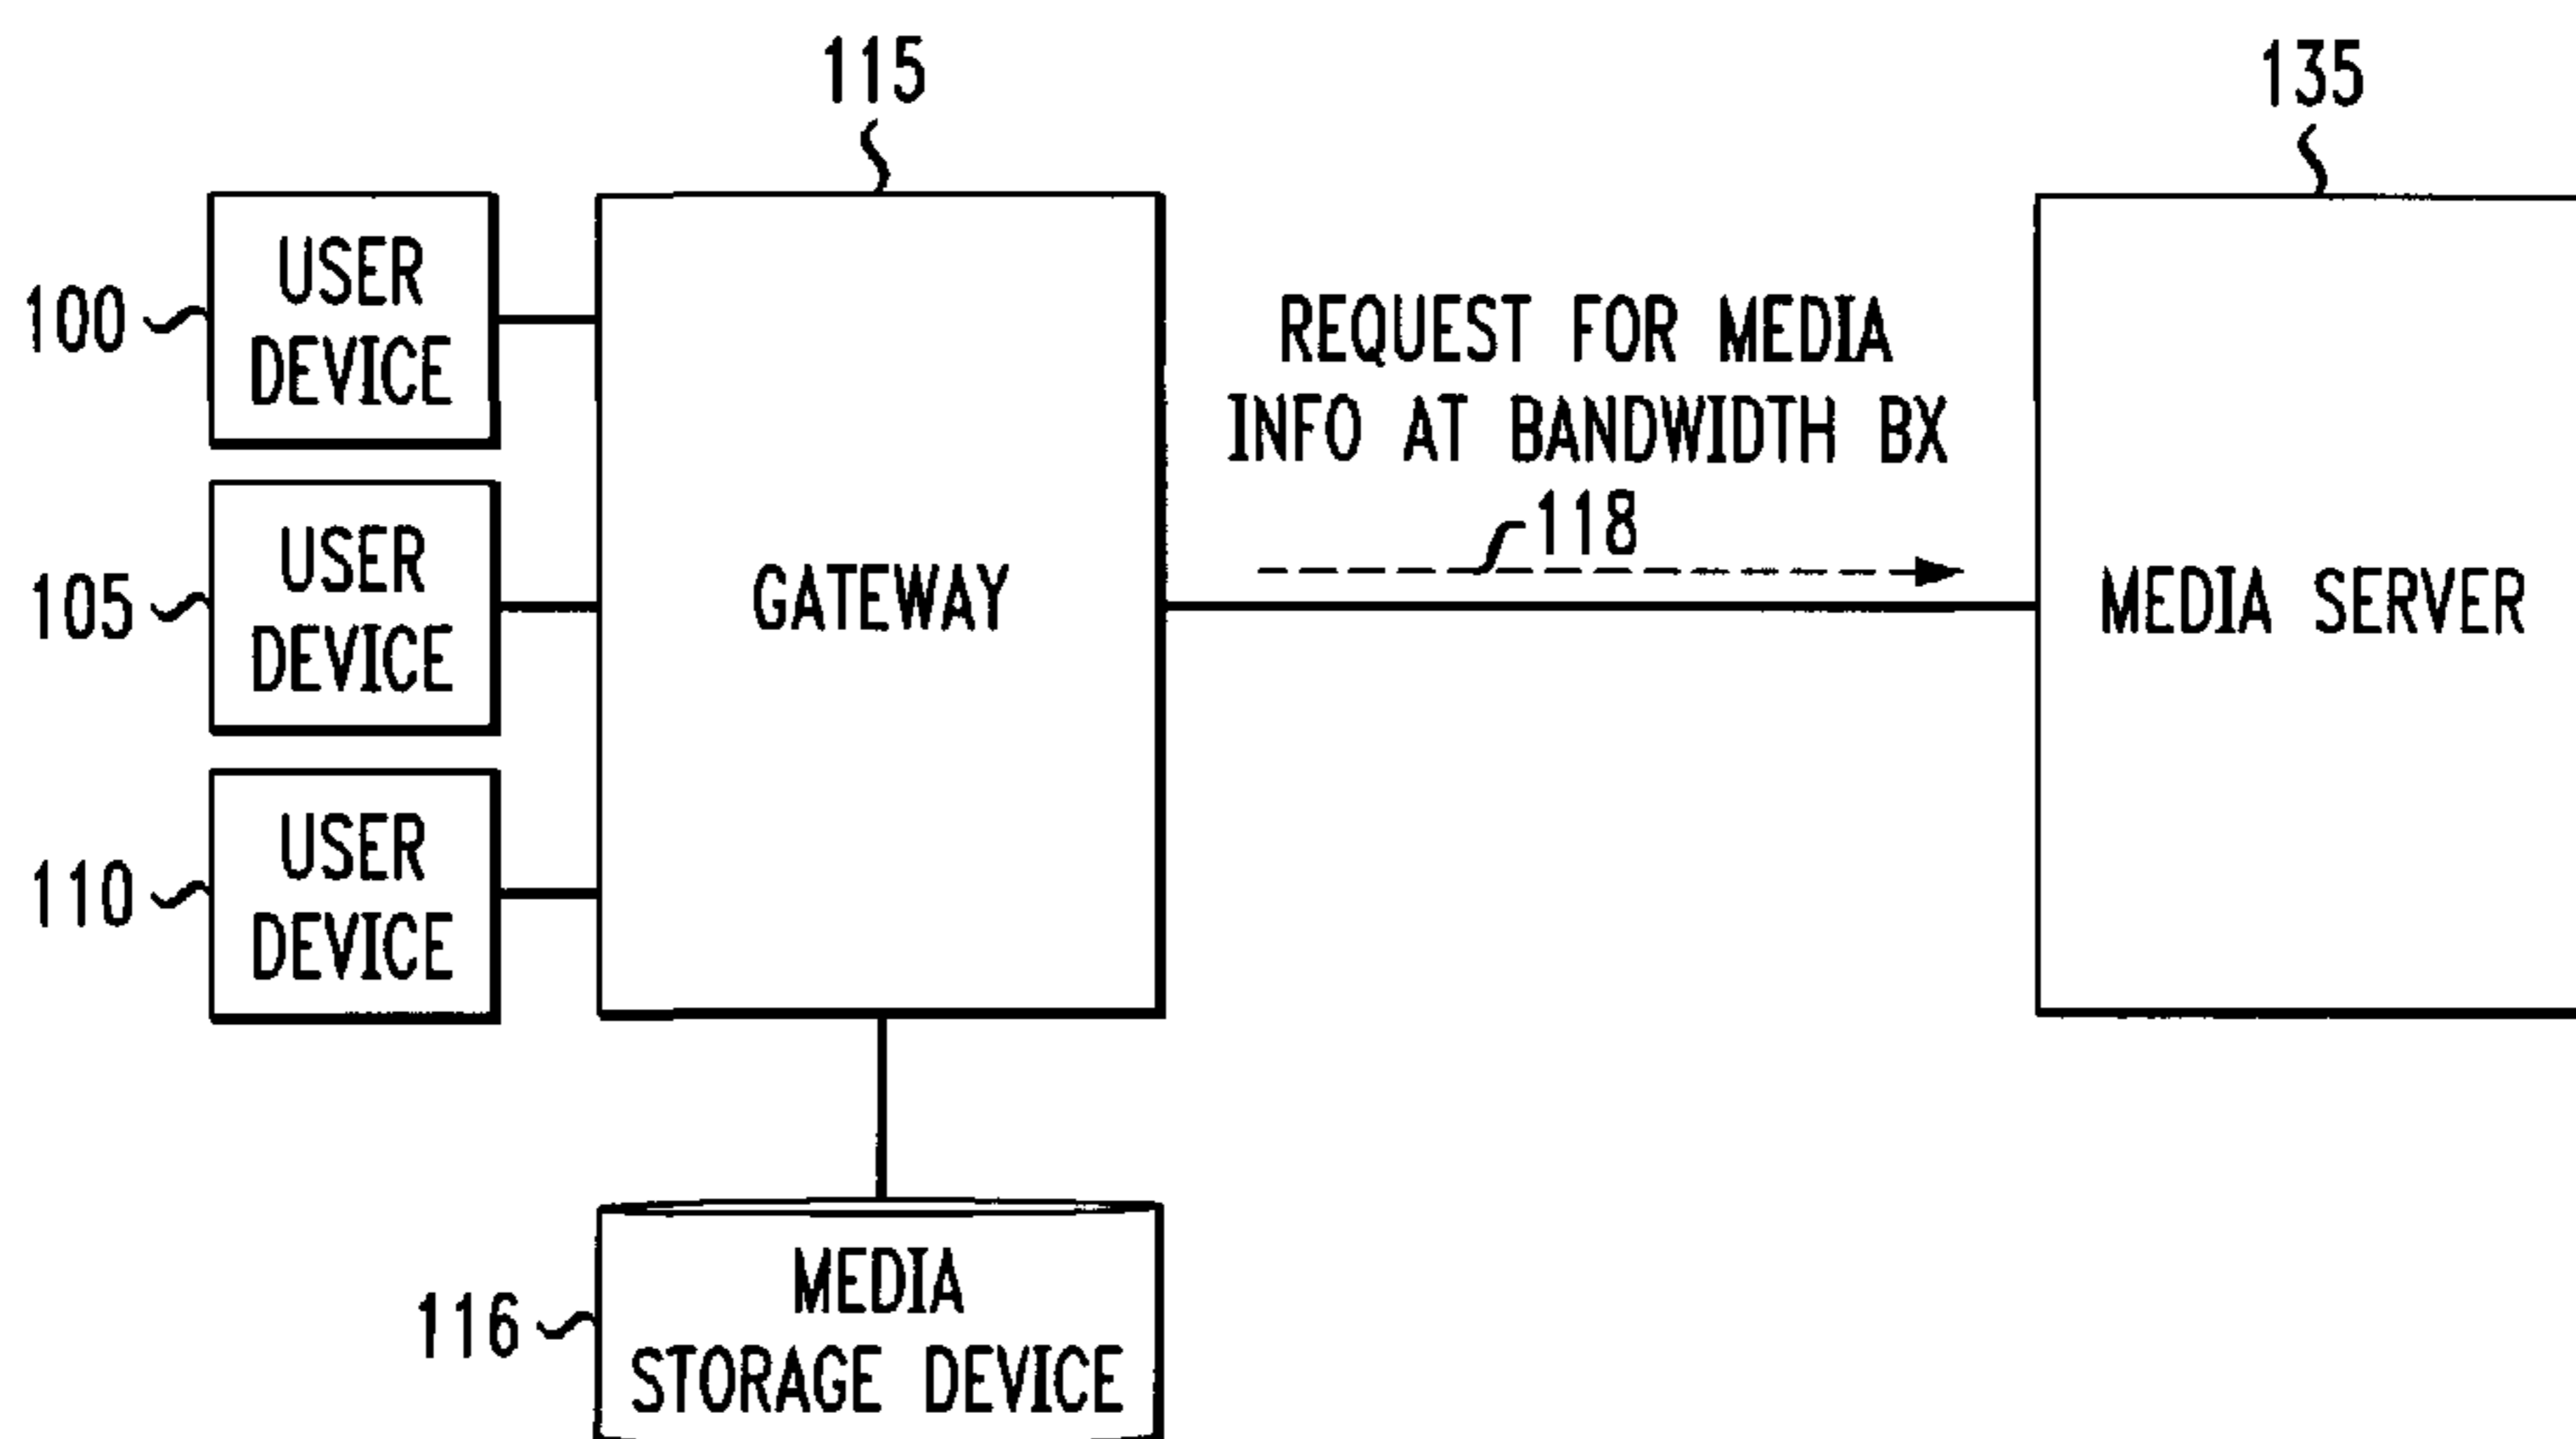 115
135
100
USER
DEVICE
REQUEST FOR MEDIA
INFO AT BANDWIDTH BX
118
105
USER
DEVICE
GATEWAY
MEDIA SERVER
110
USER
DEVICE
116
MEDIA
STORAGE DEVICE